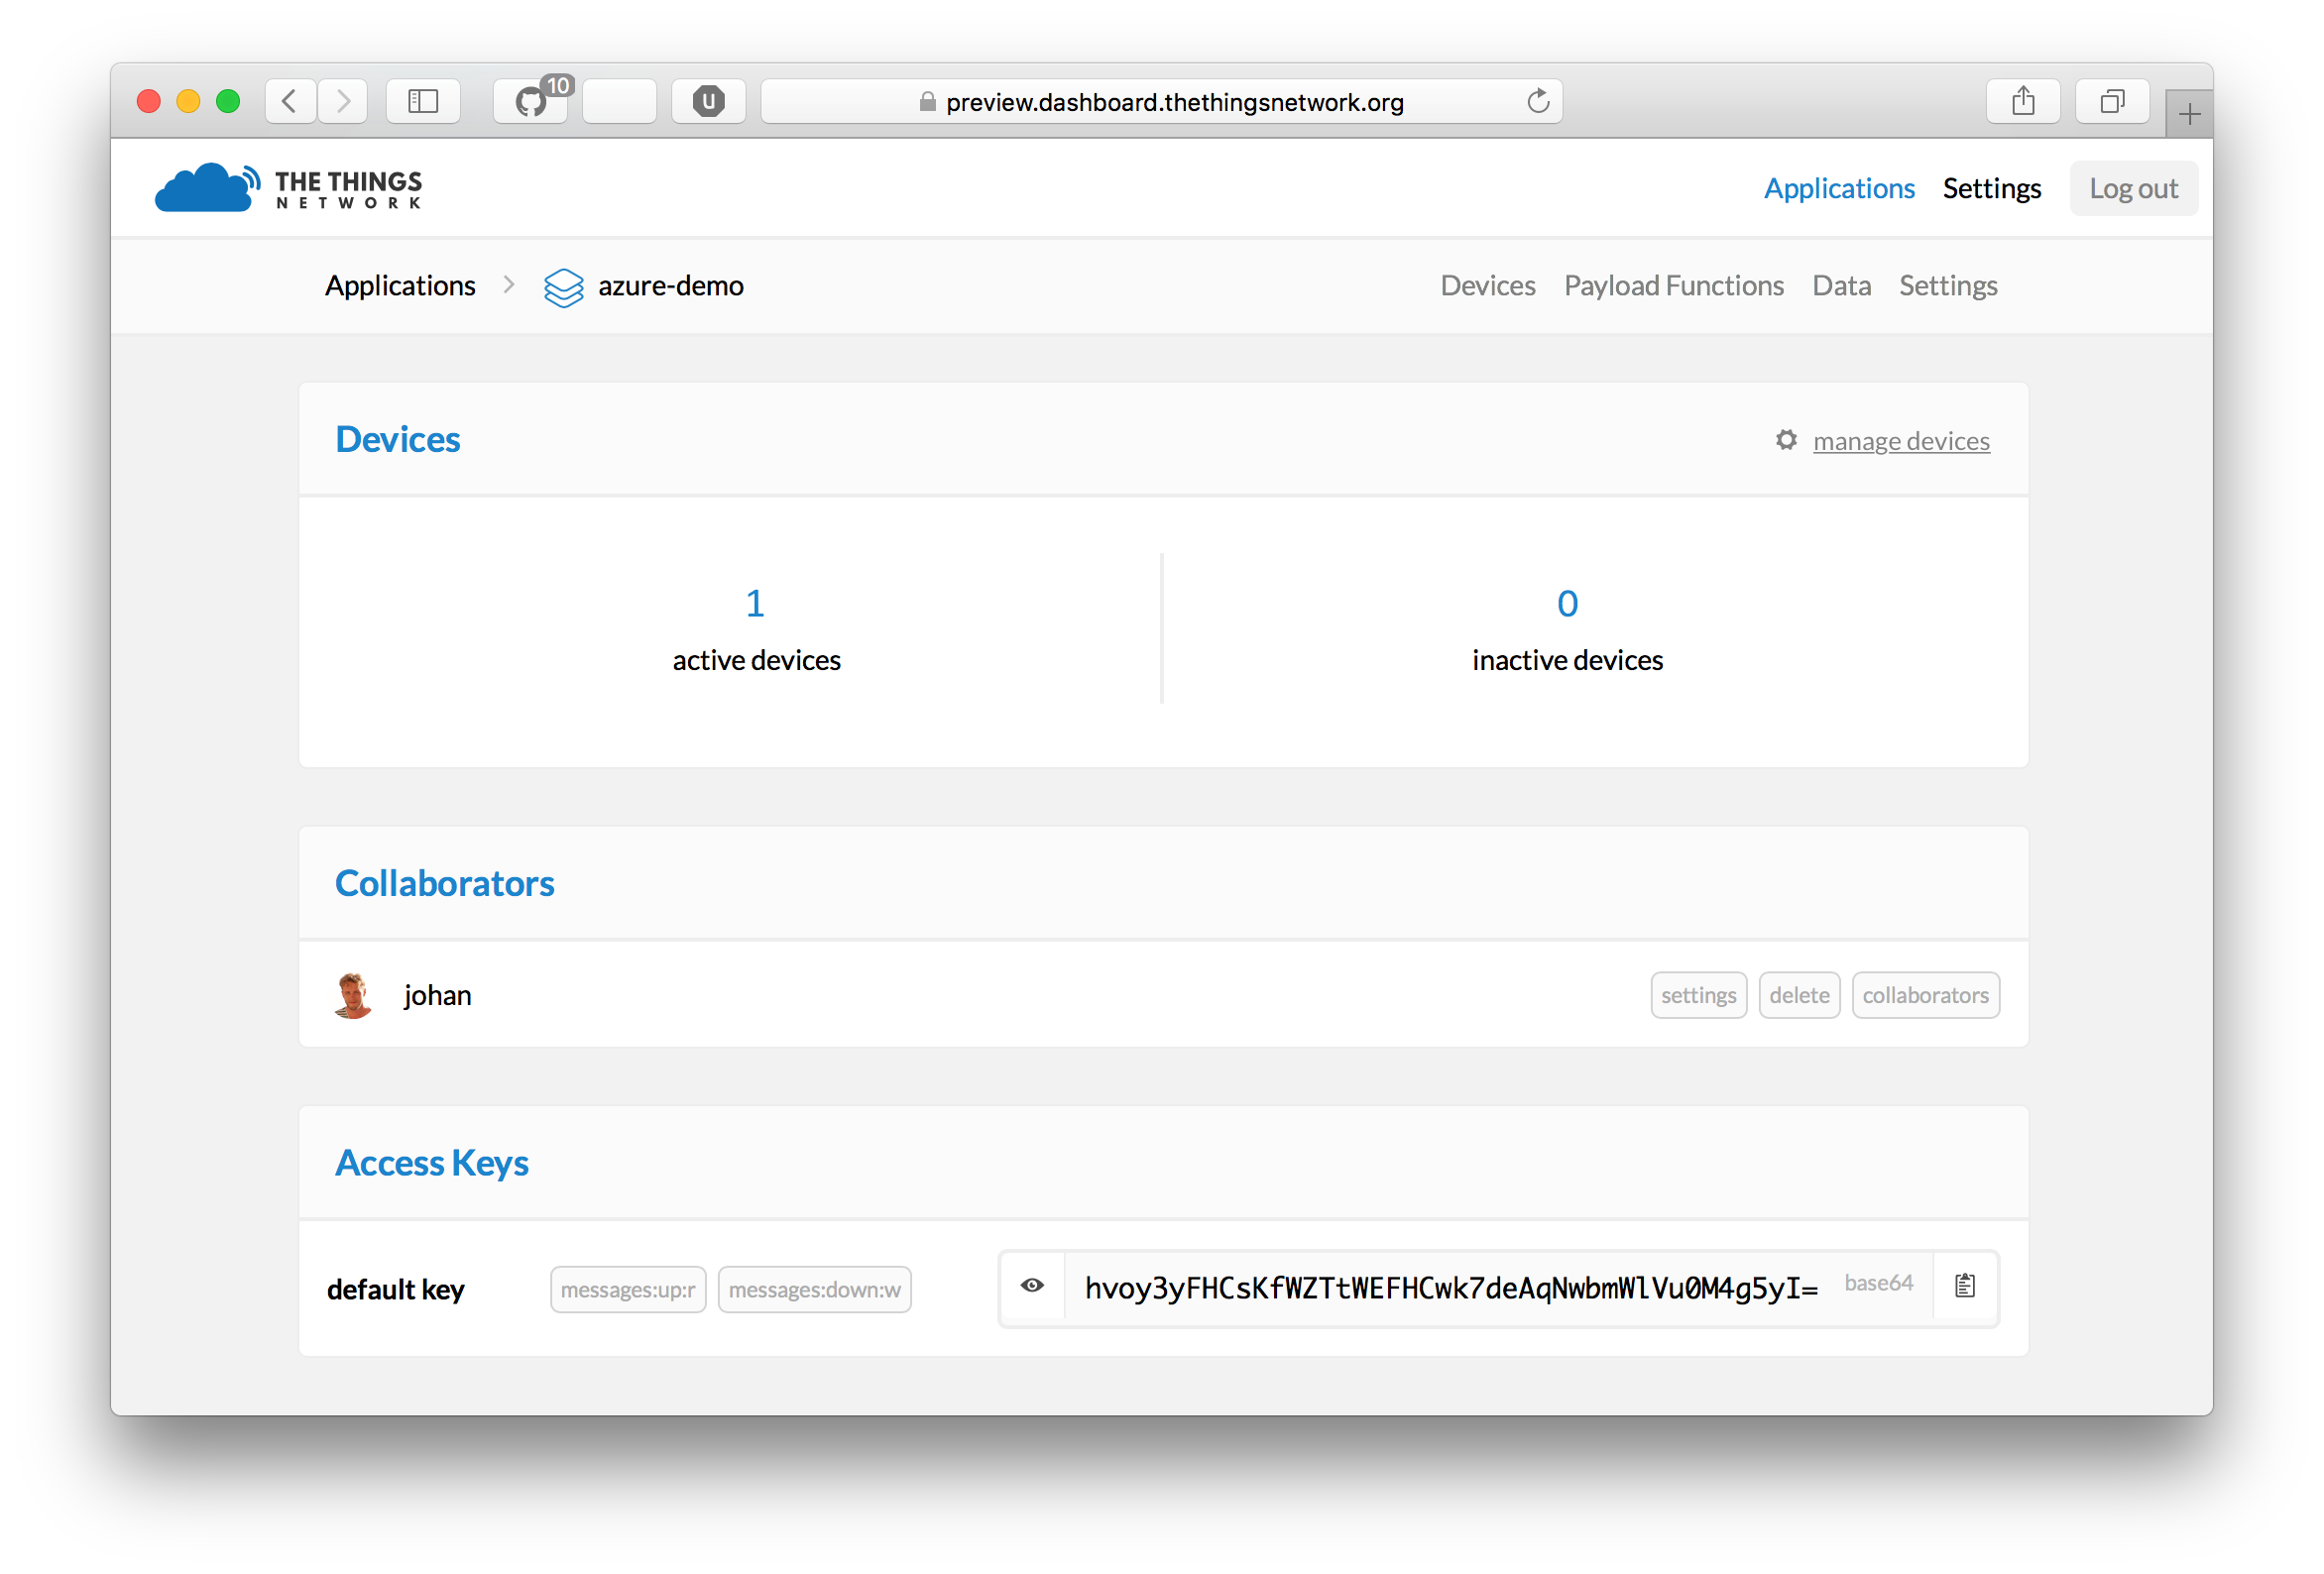 10
u
preview.dashboard.thethingsnetwork.org
THE THINGS
NETWORK
Applications Settings Log out
Applications azure-demo
Devices Payload Functions Data Settings
Devices
manage devices
1
active devices
0
inactive devices
Collaborators
johan
settings delete collaborators
Access Keys
default key
messages:up:r messages:down:w
hvoy3yFHCsKfWZTtWEFHCwk7deAqNwbmWlVu0M4g5yI= base64